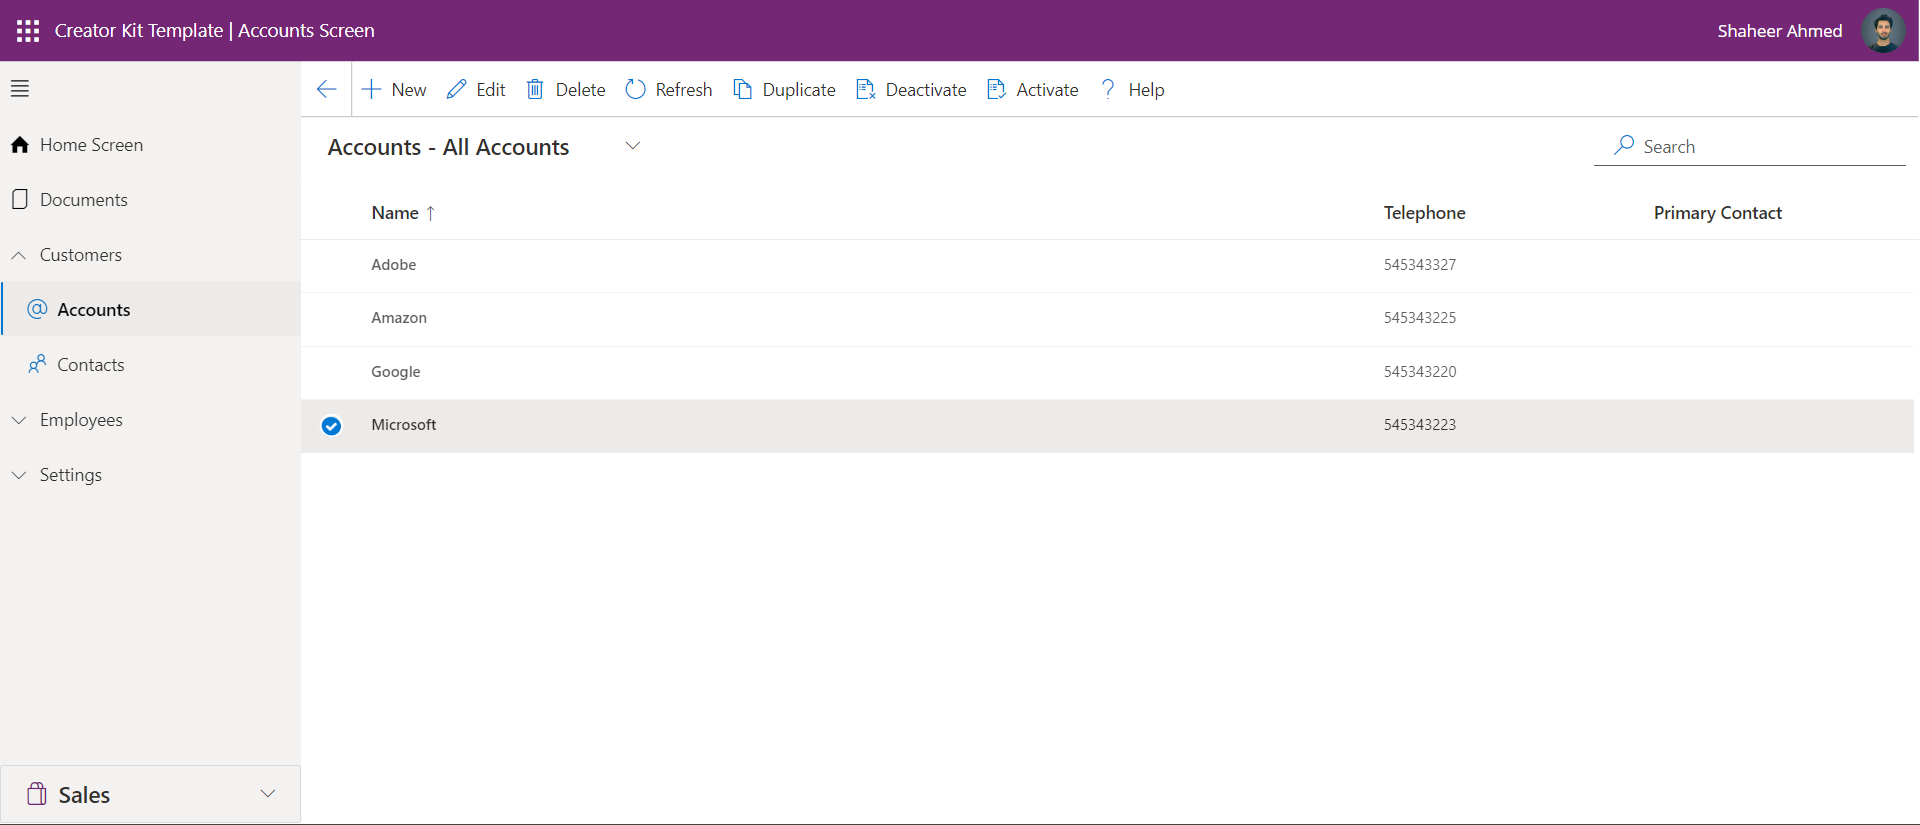 Creator Kit Template | Accounts Screen
Shaheer Ahmed
New Edit Delete Refresh Duplicate Deactivate Activate Help
Home Screen
Documents
Customers
Accounts
Contacts
Employees
Settings
Sales
Accounts - All Accounts
Search
Name Telephone Primary Contact
Adobe 545343327
Amazon 545343225
Google 545343220
Microsoft 545343223